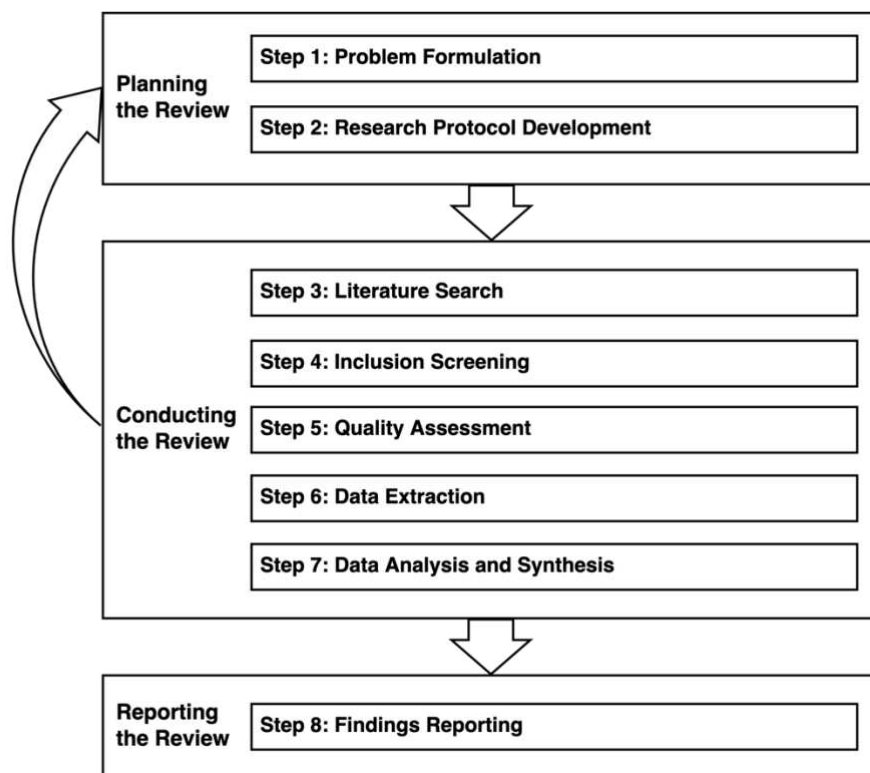 Planning
the Review
Step 1: Problem Formulation
Step 2: Research Protocol Development
Conducting
the Review
Step 3: Literature Search
Step 4: Inclusion Screening
Step 5: Quality Assessment
Step 6: Data Extraction
Step 7: Data Analysis and Synthesis
Reporting
the Review
Step 8: Findings Reporting